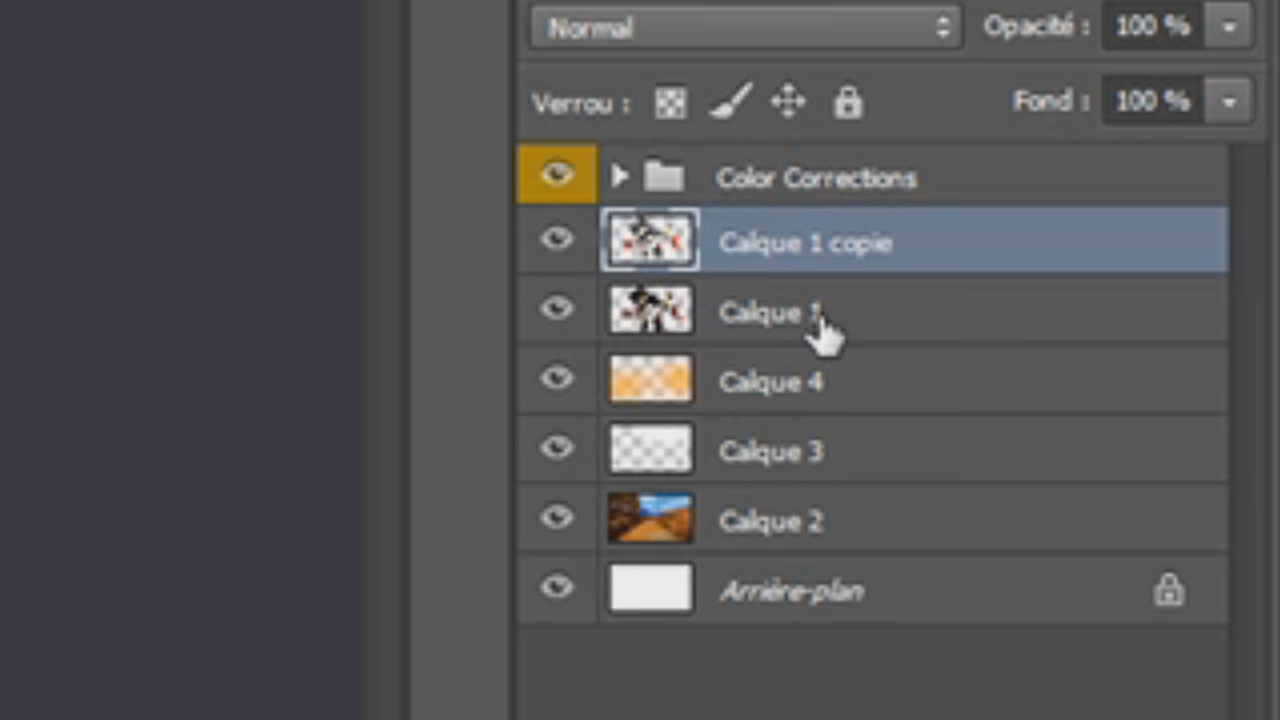 Normal Opacité : 100 %
Verrou : Fond : 100 %
Color Corrections
Calque 1 copie
Calque 1
Calque 4
Calque 3
Calque 2
Arrière-plan